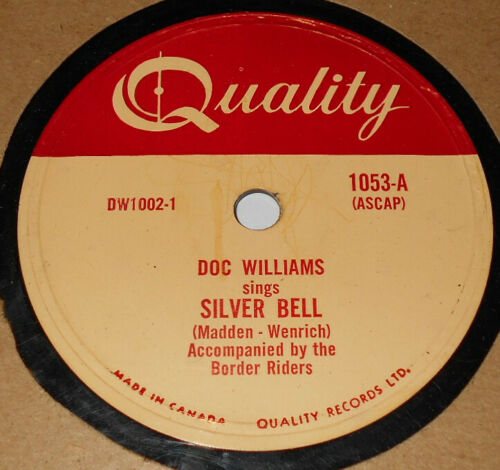 Quality
DW1002-1
1053-A
(ASCAP)
DOC WILLIAMS
sings
SILVER BELL
(Madden - Wenrich)
Accompanied by the
Border Riders
MADE IN CANADA
QUALITY RECORDS LTD.